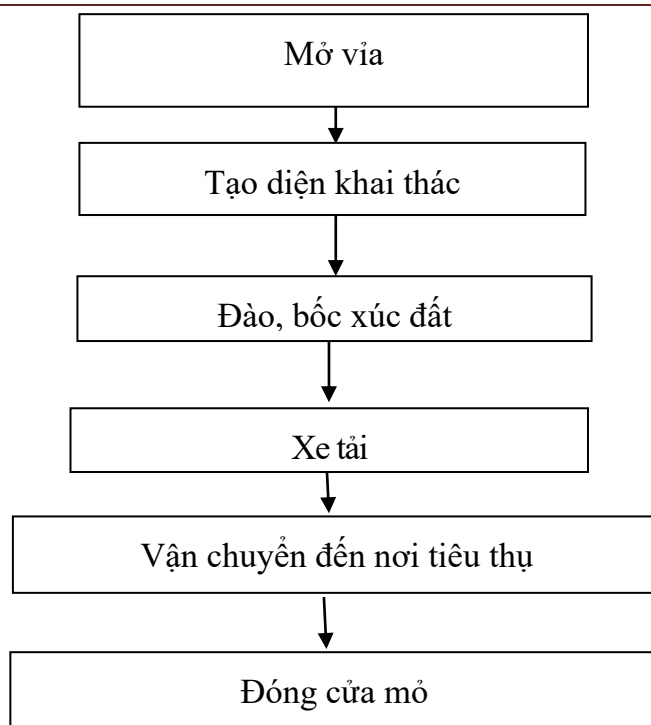 Mở vỉa
Tạo diện khai thác
Đào, bốc xúc đất
Xe tải
Vận chuyển đến nơi tiêu thụ
Đóng cửa mỏ